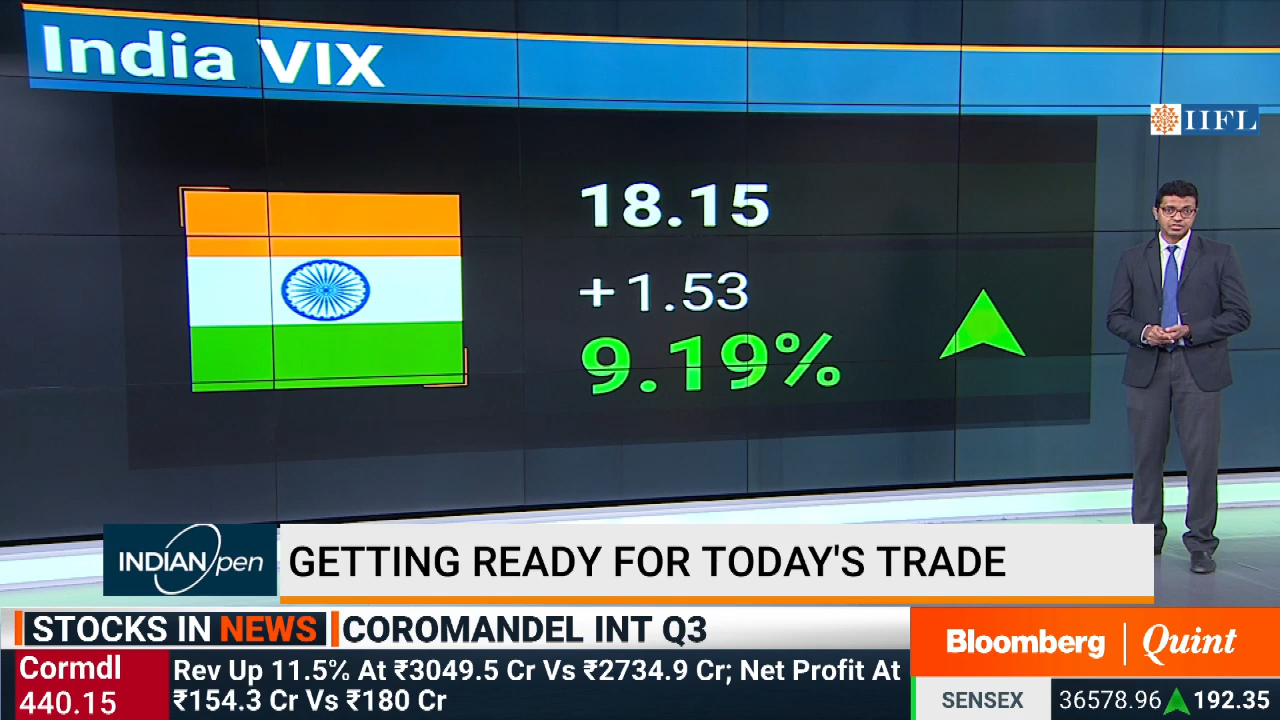 India VIX
IIFL
18.15
+1.53
9.19%
INDIAN Open
GETTING READY FOR TODAY'S TRADE
STOCKS IN NEWS
COROMANDEL INT Q3
Bloomberg | Quint
Cormdl
440.15
Rev Up 11.5% At ₹3049.5 Cr Vs ₹2734.9 Cr; Net Profit At
₹154.3 Cr Vs ₹180 Cr
SENSEX 36578.96 192.35